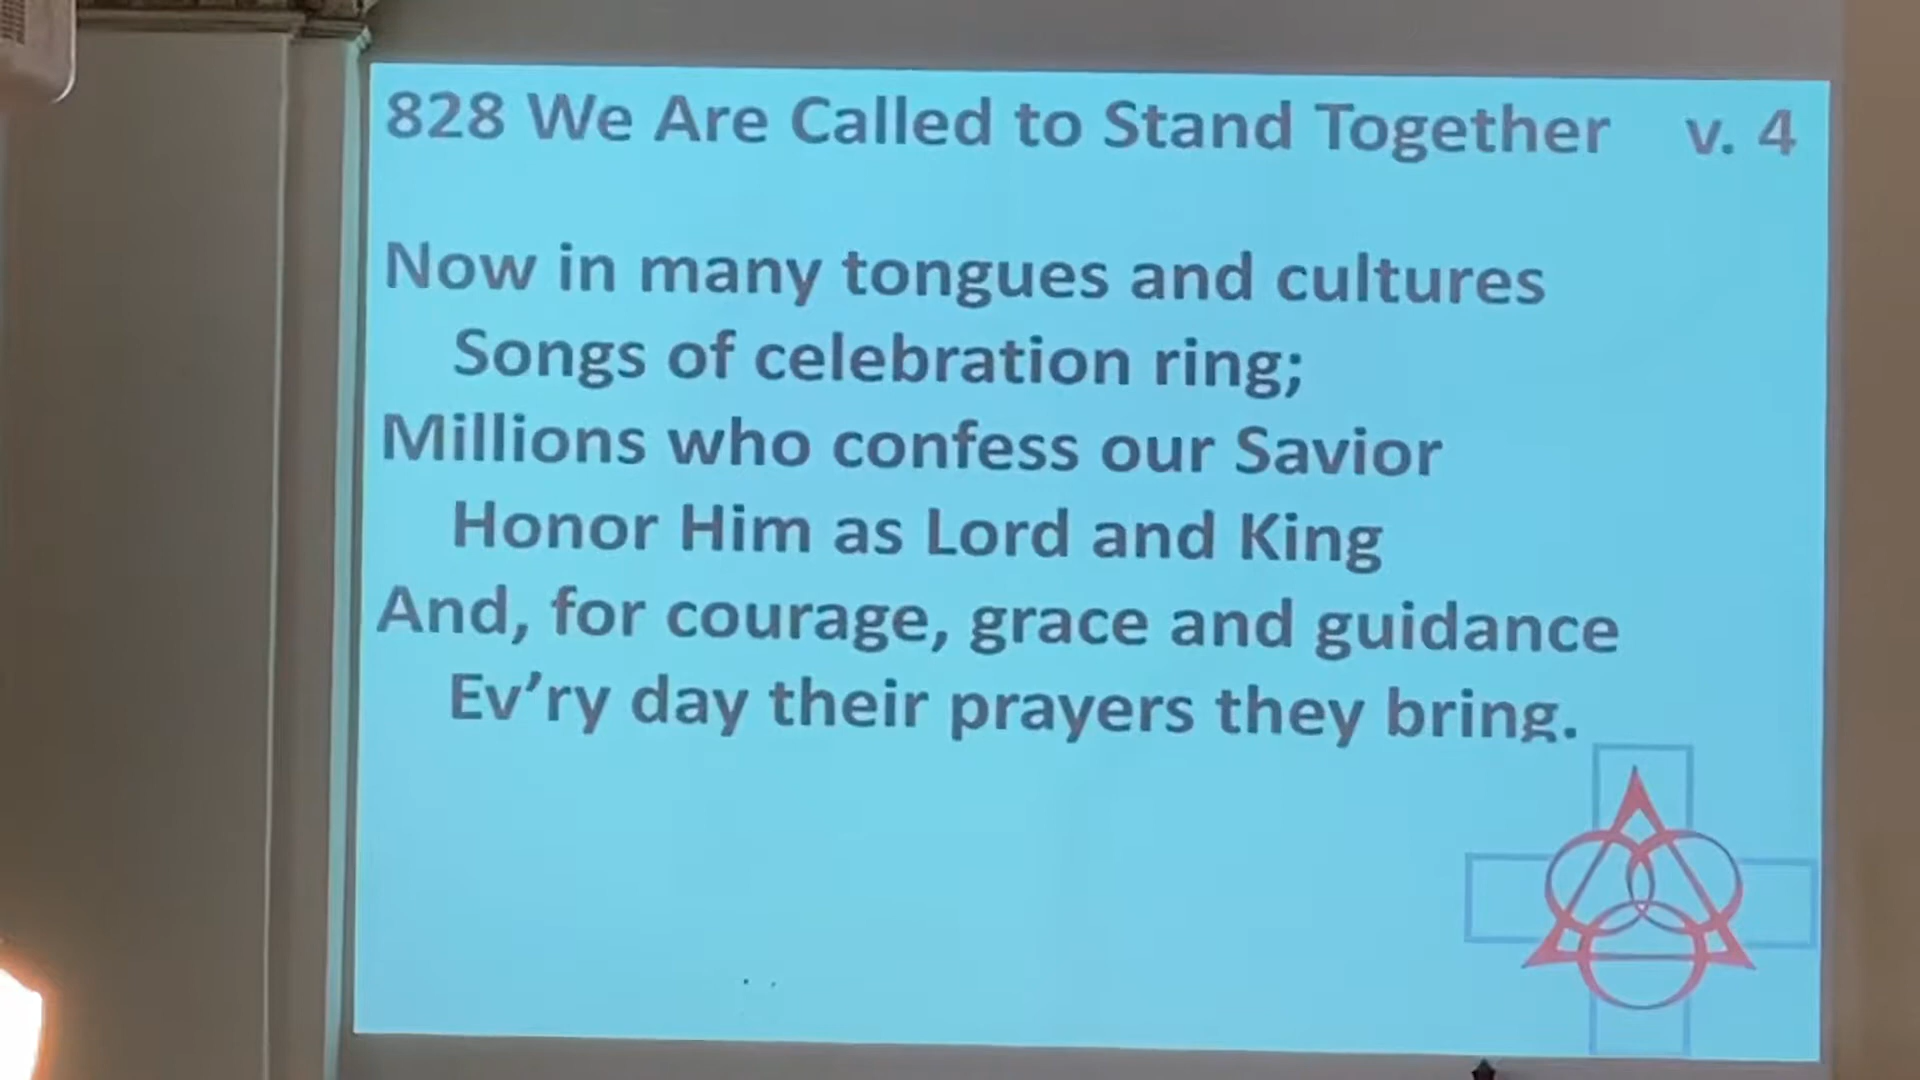 828 We Are Called to Stand Together v. 4
Now in many tongues and cultures
Songs of celebration ring;
Millions who confess our Savior
Honor Him as Lord and King
And, for courage, grace and guidance
Ev’ry day their prayers they bring.